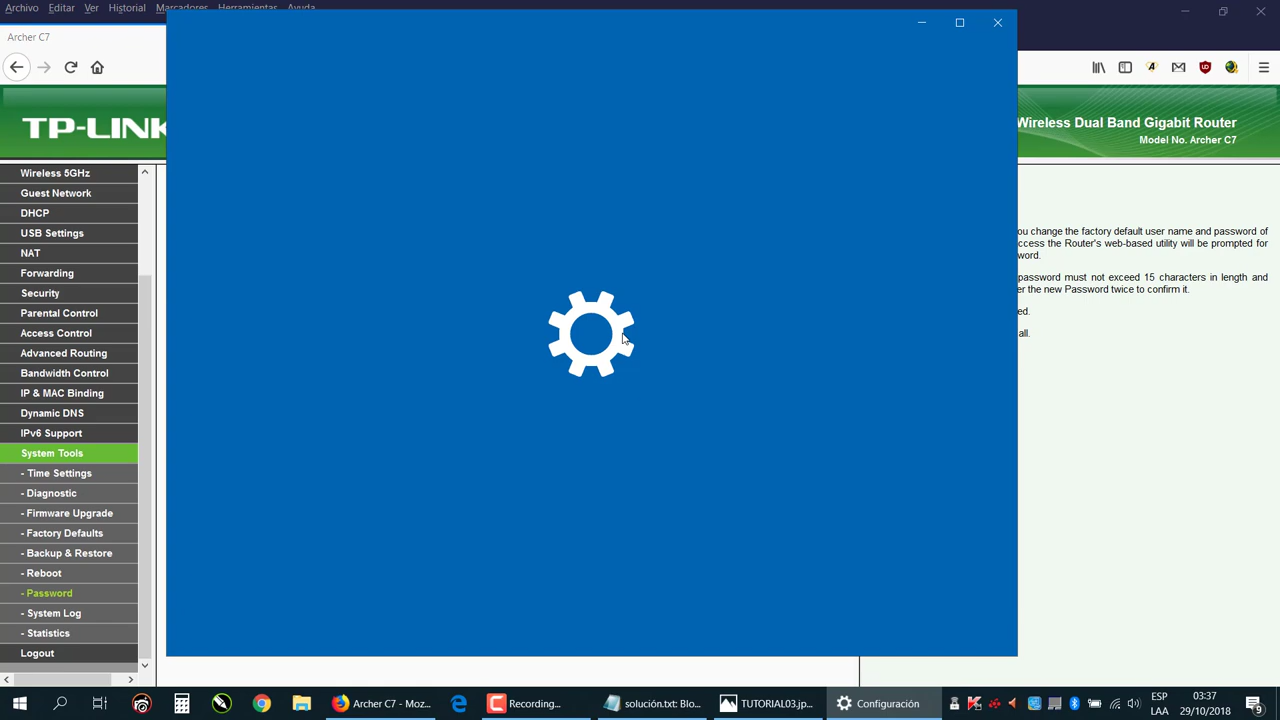 Archivo Editar Ver Historial Marcadores Herramientas Ayuda
Archer C7
TP-LINK
Wireless Dual Band Gigabit Router
Model No. Archer C7
Wireless 5GHz
Guest Network
DHCP
USB Settings
NAT
Forwarding
Security
Parental Control
Access Control
Advanced Routing
Bandwidth Control
IP & MAC Binding
Dynamic DNS
IPv6 Support
System Tools
- Time Settings
- Diagnostic
- Firmware Upgrade
- Factory Defaults
- Backup & Restore
- Reboot
- Password
- System Log
- Statistics
Logout
ou change the factory default user name and password of
ccess the Router's web-based utility will be prompted for
word.
password must not exceed 15 characters in length and
er the new Password twice to confirm it.
ed.
all.
Archer C7 - Moz...
Recording...
solución.txt: Blo...
TUTORIAL03.jp...
Configuración
ESP
LAA
03:37
29/10/2018
9